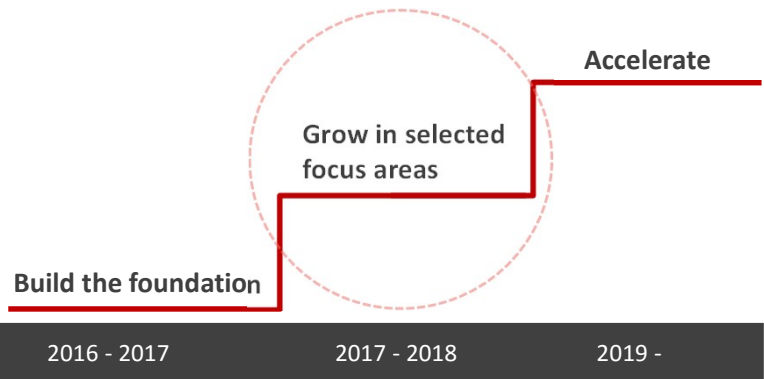 Accelerate
Grow in selected
focus areas
Build the foundation
2016 - 2017
2017 - 2018
2019 -